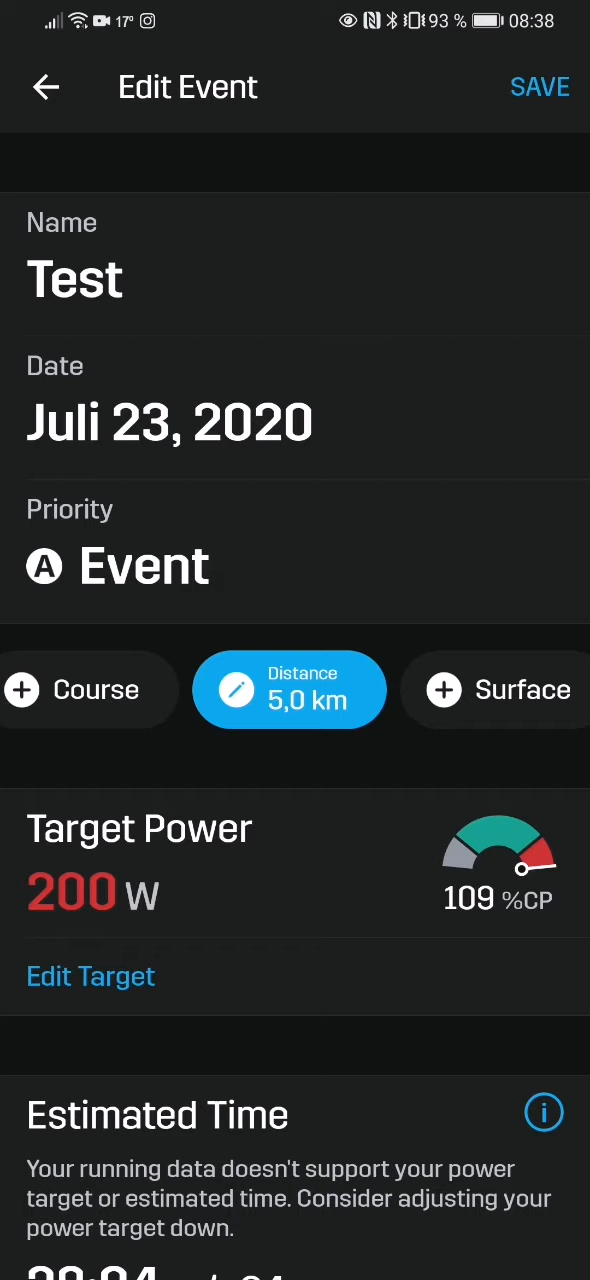 17° 93 % 08:38
Edit Event SAVE
Name
Test
Date
Juli 23, 2020
Priority
A Event
Course Distance Surface
5,0 km
Target Power
200 W
109 %CP
Edit Target
Estimated Time
Your running data doesn't support your power
target or estimated time. Consider adjusting your
power target down.